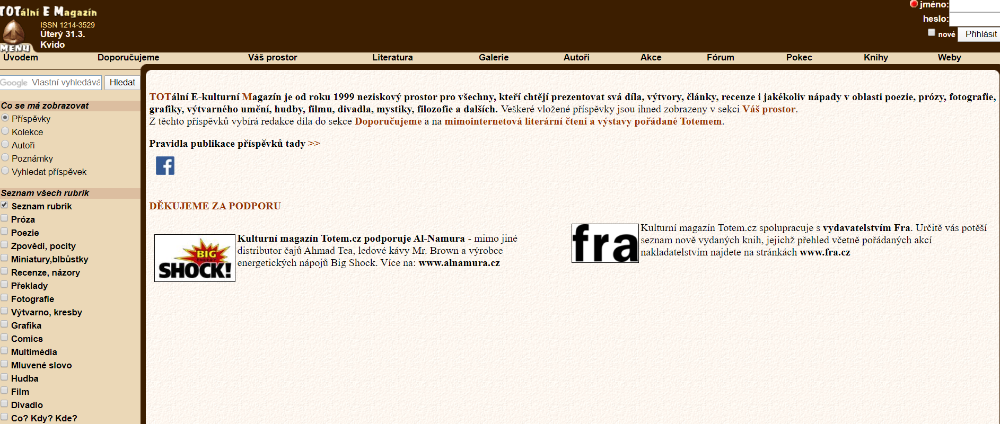 TOTální E Magazín
ISSN 1214-3529
Úterý 31.3.
Kvido
MENU
jméno:
heslo:
nové Přihlásit
Úvodem Doporučujeme Váš prostor Literatura Galerie Autoři Akce Fórum Pokec Knihy Weby
Google Vlastní vyhledává Hledat
Co se má zobrazovat
Příspěvky
Kolekce
Autoři
Poznámky
Vyhledat příspěvek
Seznam všech rubrik
Seznam rubrik
Próza
Poezie
Zpovědi, pocity
Miniatury,blbůstky
Recenze, názory
Překlady
Fotografie
Výtvarno, kresby
Grafika
Comics
Multimédia
Mluvené slovo
Hudba
Film
Divadlo
Co? Kdy? Kde?
TOTální E-kulturní Magazín je od roku 1999 neziskový prostor pro všechny, kteří chtějí prezentovat svá díla, výtvory, články, recenze i jakékoliv nápady v oblasti poezie, prózy, fotografie,
grafiky, výtvarného umění, hudby, filmu, divadla, mystiky, filozofie a dalších. Veškeré vložené příspěvky jsou ihned zobrazeny v sekci Váš prostor.
Z těchto příspěvků vybírá redakce díla do sekce Doporučujeme a na mimointernetová literární čtení a výstavy pořádané Totemem.
Pravidla publikace příspěvků tady >>
f
DĚKUJEME ZA PODPORU
BIG
ENERGY
SHOCK!
Kulturní magazín Totem.cz podporuje Al-Namura - mimo jiné
distributor čajů Ahmad Tea, ledové kávy Mr. Brown a výrobce
energetických nápojů Big Shock. Více na: www.alnamura.cz
fra
Kulturní magazín Totem.cz spolupracuje s vydavatelstvím Fra. Určitě vás potěší
seznam nově vydaných knih, jejichž přehled včetně pořádaných akcí
nakladatelstvím najdete na stránkách www.fra.cz